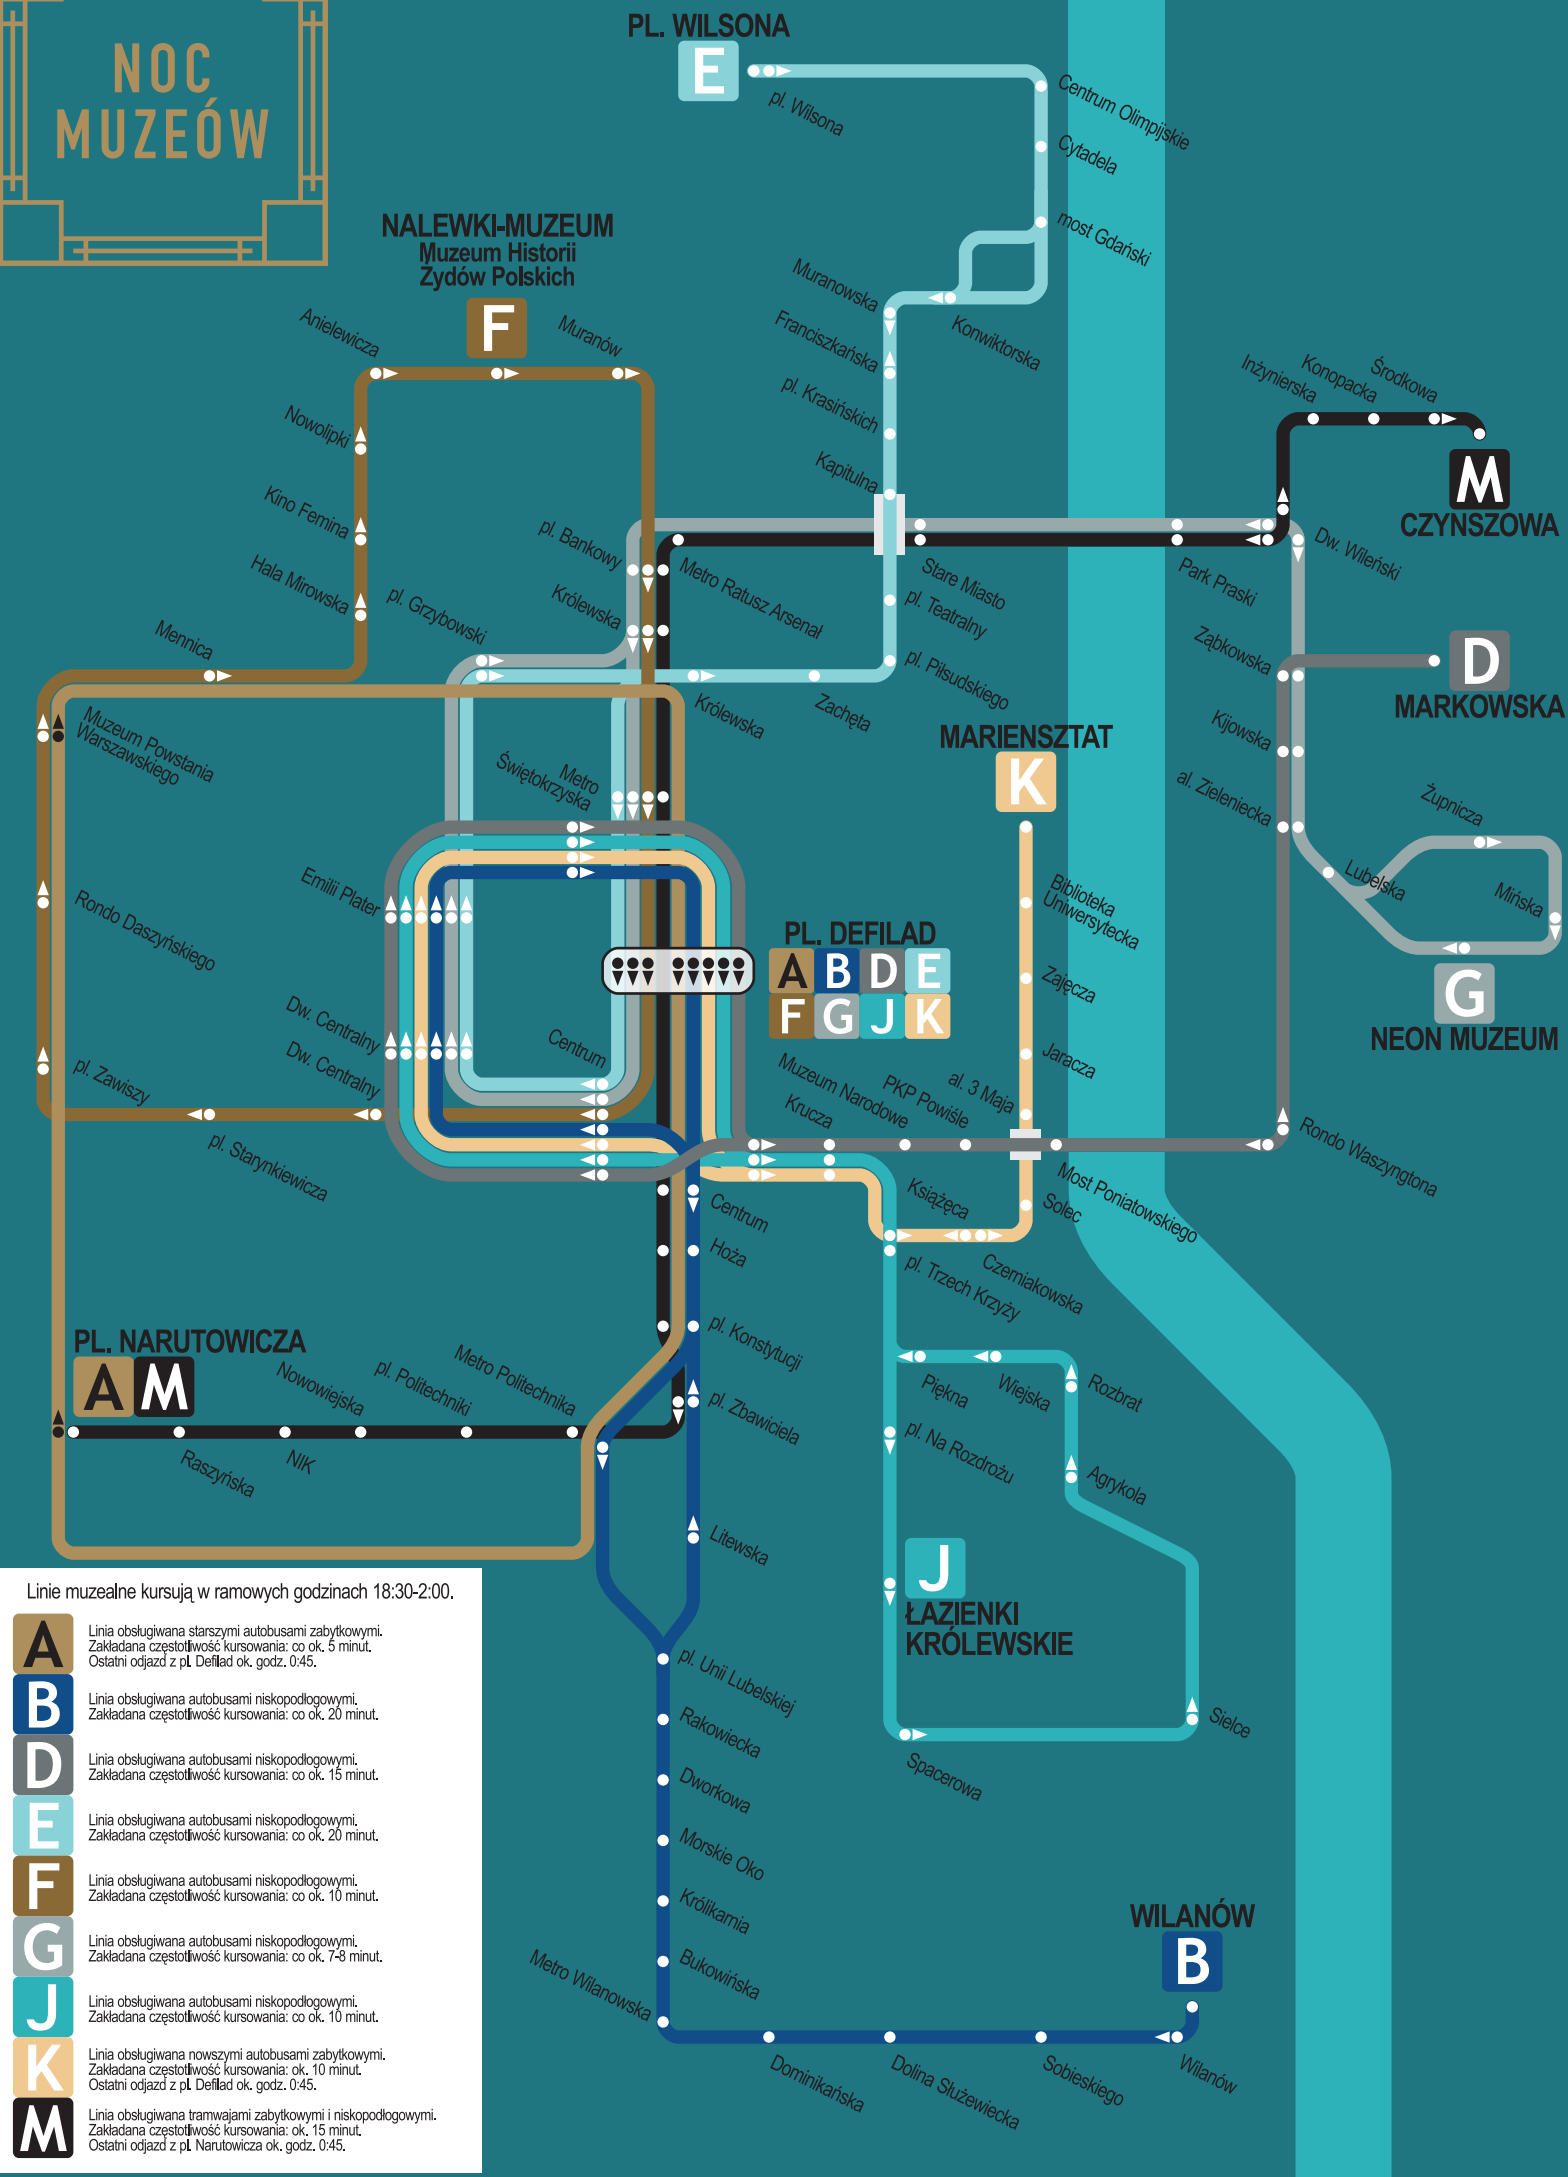 NOC
MUZEÓW
PL. WILSONA
E
pl. Wilsona
Centrum Olimpijskie
Cytadela
most Gdański
NALEWKI-MUZEUM
Muzeum Historii
Żydów Polskich
F
Anielewicza
Muranów
Muranowska
Franciszkańska
Konwiktorska
pl. Krasińskich
Kapitulna
Nowolipki
Kino Femina
Hala Mirowska
Mennica
pl. Grzybowski
pl. Bankowy
Królewska
Metro Ratusz Arsenał
Stare Miasto
pl. Teatralny
pl. Piłsudskiego
Królewska
Zachęta
Inżynierska
Konopacka
Środkowa
M
CZYNSZOWA
Park Praski
Dw. Wileński
Ząbkowska
D
MARKOWSKA
Kijowska
al. Zieleniecka
Żupnicza
Lubelska
Mińska
G
NEON MUZEUM
Muzeum Powstania
Warszawskiego
Metro
Świętokrzyska
MARIENSZTAT
K
Biblioteka
Uniwersytecka
Zajęcza
Jaracza
Rondo Daszyńskiego
Emilii Plater
PL. DEFILAD
A B D E
F G J K
Dw. Centralny
Dw. Centralny
Centrum
pl. Zawiszy
pl. Starynkiewicza
Krucza
Muzeum Narodowe
PKP Powiśle
al. 3 Maja
Rondo Waszyngtona
Most Poniatowskiego
Solec
Książęca
Czerniakowska
pl. Trzech Krzyży
Centrum
Hoża
pl. Konstytucji
pl. Zbawiciela
Litewska
PL. NARUTOWICZA
A M
Nowowiejska
pl. Politechniki
Metro Politechnika
Raszyńska
NIK
Piękna
Wiejska
Rozbrat
pl. Na Rozdrożu
Agrykola
J
ŁAZIENKI
KRÓLEWSKIE
Spacerowa
Sielce
pl. Unii Lubelskiej
Rakowiecka
Dworkowa
Morskie Oko
Królikarnia
Bukowińska
Metro Wilanowska
WILANÓW
B
Dominikańska
Dolina Służewiecka
Sobieskiego
Wilanów
Linie muzealne kursują w ramowych godzinach 18:30-2:00.
A
Linia obsługiwana starszymi autobusami zabytkowymi.
Zakładana częstotliwość kursowania: co ok. 5 minut.
Ostatni odjazd z pl. Defilad ok. godz. 0:45.
B
Linia obsługiwana autobusami niskopodłogowymi.
Zakładana częstotliwość kursowania: co ok. 20 minut.
D
Linia obsługiwana autobusami niskopodłogowymi.
Zakładana częstotliwość kursowania: co ok. 15 minut.
E
Linia obsługiwana autobusami niskopodłogowymi.
Zakładana częstotliwość kursowania: co ok. 20 minut.
F
Linia obsługiwana autobusami niskopodłogowymi.
Zakładana częstotliwość kursowania: co ok. 10 minut.
G
Linia obsługiwana autobusami niskopodłogowymi.
Zakładana częstotliwość kursowania: co ok. 7-8 minut.
J
Linia obsługiwana autobusami niskopodłogowymi.
Zakładana częstotliwość kursowania: co ok. 10 minut.
K
Linia obsługiwana nowszymi autobusami zabytkowymi.
Zakładana częstotliwość kursowania: ok. 10 minut.
Ostatni odjazd z pl. Defilad ok. godz. 0:45.
M
Linia obsługiwana tramwajami zabytkowymi i niskopodłogowymi.
Zakładana częstotliwość kursowania: ok. 15 minut.
Ostatni odjazd z pl. Narutowicza ok. godz. 0:45.